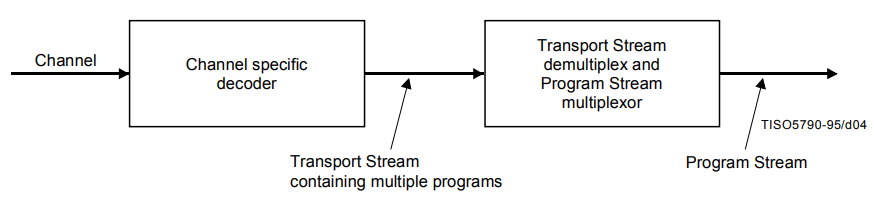 Channel
Channel specific
decoder
Transport Stream
demultiplex and
Program Stream
multiplexor
TISO5790-95/d04
Transport Stream
containing multiple programs
Program Stream